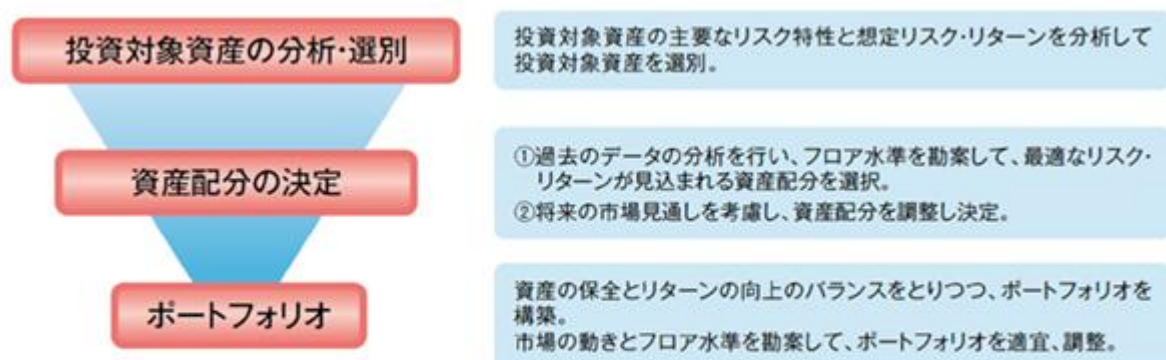 投資対象資産の分析・選別
投資対象資産の主要なリスク特性と想定リスク・リターンを分析して
投資対象資産を選別。
資産配分の決定
①過去のデータの分析を行い、フロア水準を勘案して、最適なリスク・
リターンが見込まれる資産配分を選択。
②将来の市場見通しを考慮し、資産配分を調整し決定。
ポートフォリオ
資産の保全とリターンの向上のバランスをとりつつ、ポートフォリオを
構築。
市場の動きとフロア水準を勘案して、ポートフォリオを適宜、調整。